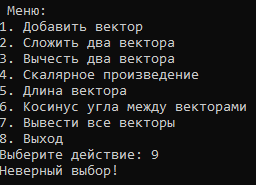 Меню:
1. Добавить вектор
2. Сложить два вектора
3. Вычесть два вектора
4. Скалярное произведение
5. Длина вектора
6. Косинус угла между векторами
7. Вывести все векторы
8. Выход
Выберите действие: 9
Неверный выбор!